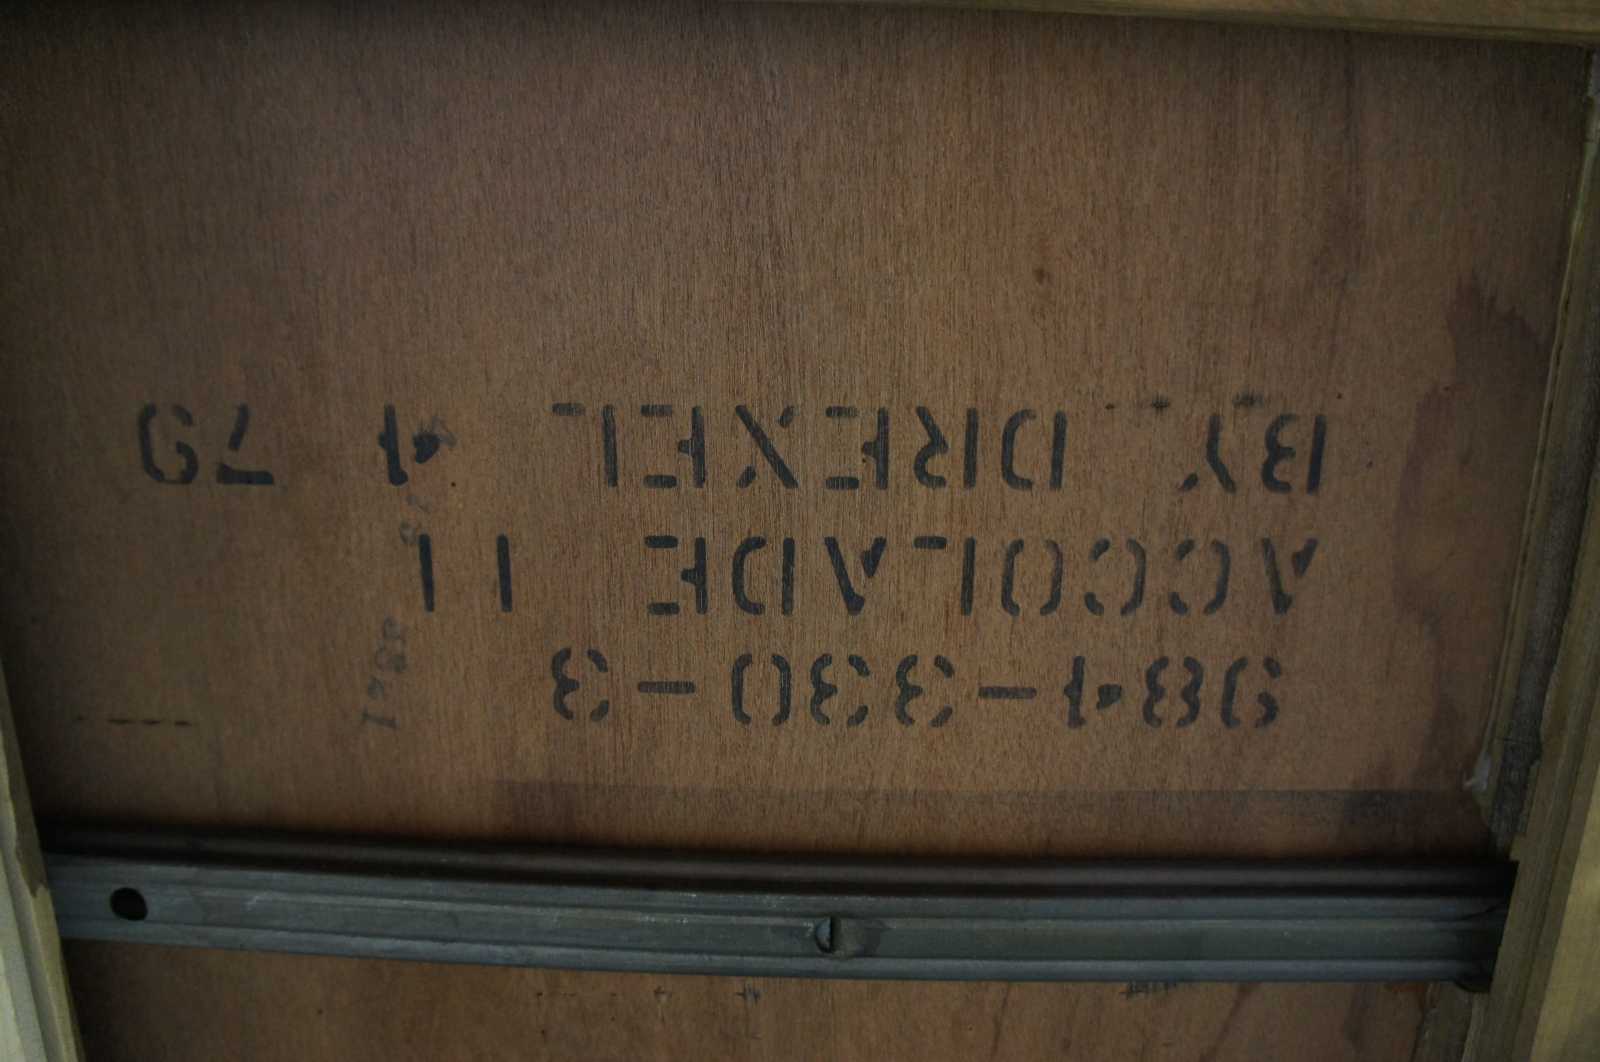 984-330-3
ACCOLADE II
BY DREXEL 4 79